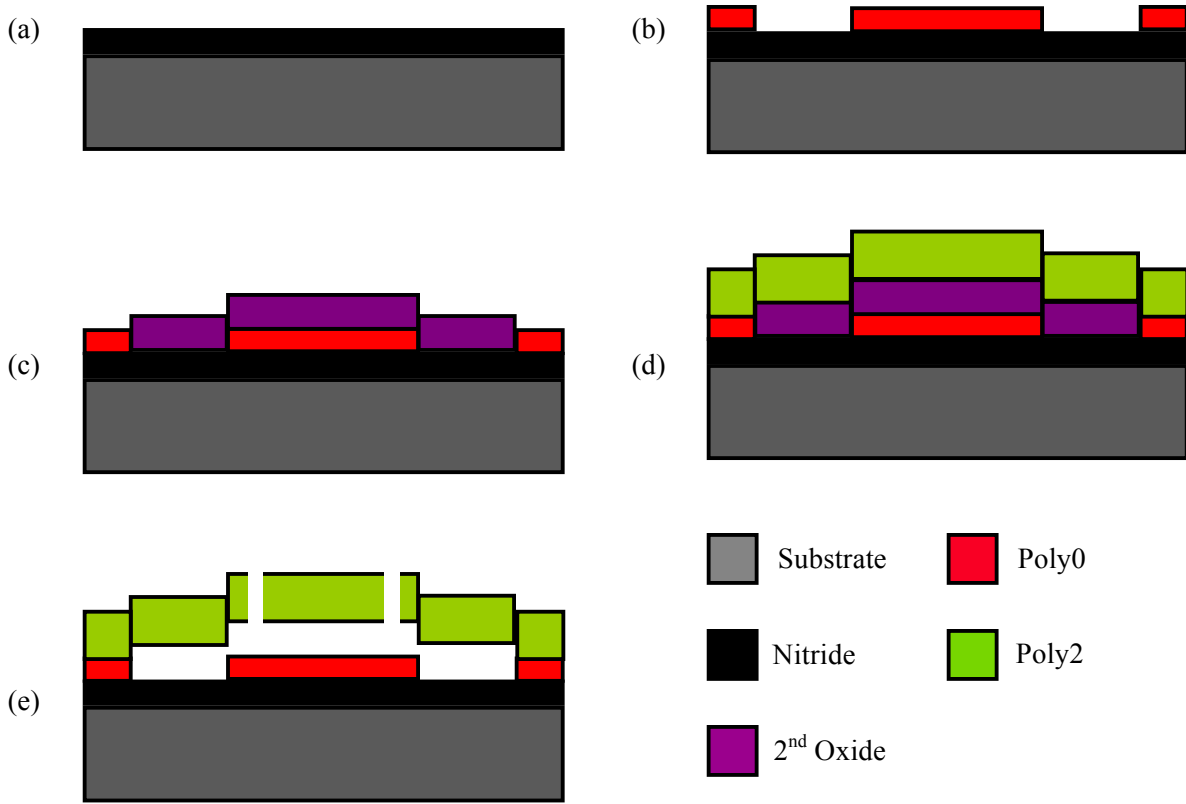 (a)
(b)
(c)
(d)
(e)
Substrate
Poly0
Nitride
Poly2
2nd Oxide